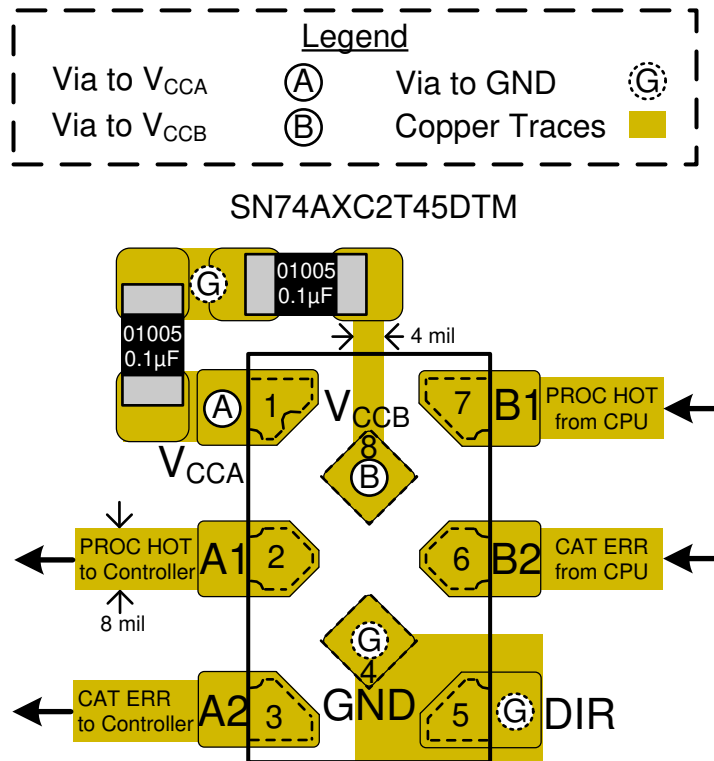 Legend
Via to VCCA A Via to GND G
Via to VCCB B Copper Traces
SN74AXC2T45DTM
G
01005
0.1µF
01005
0.1µF
4 mil
A
1
VCCA
VCCB
8
B
7
B1
PROC HOT
from CPU
PROC HOT
to Controller
A1
2
8 mil
6
B2
CAT ERR
from CPU
G
4
GND
CAT ERR
to Controller
A2
3
5
G
DIR